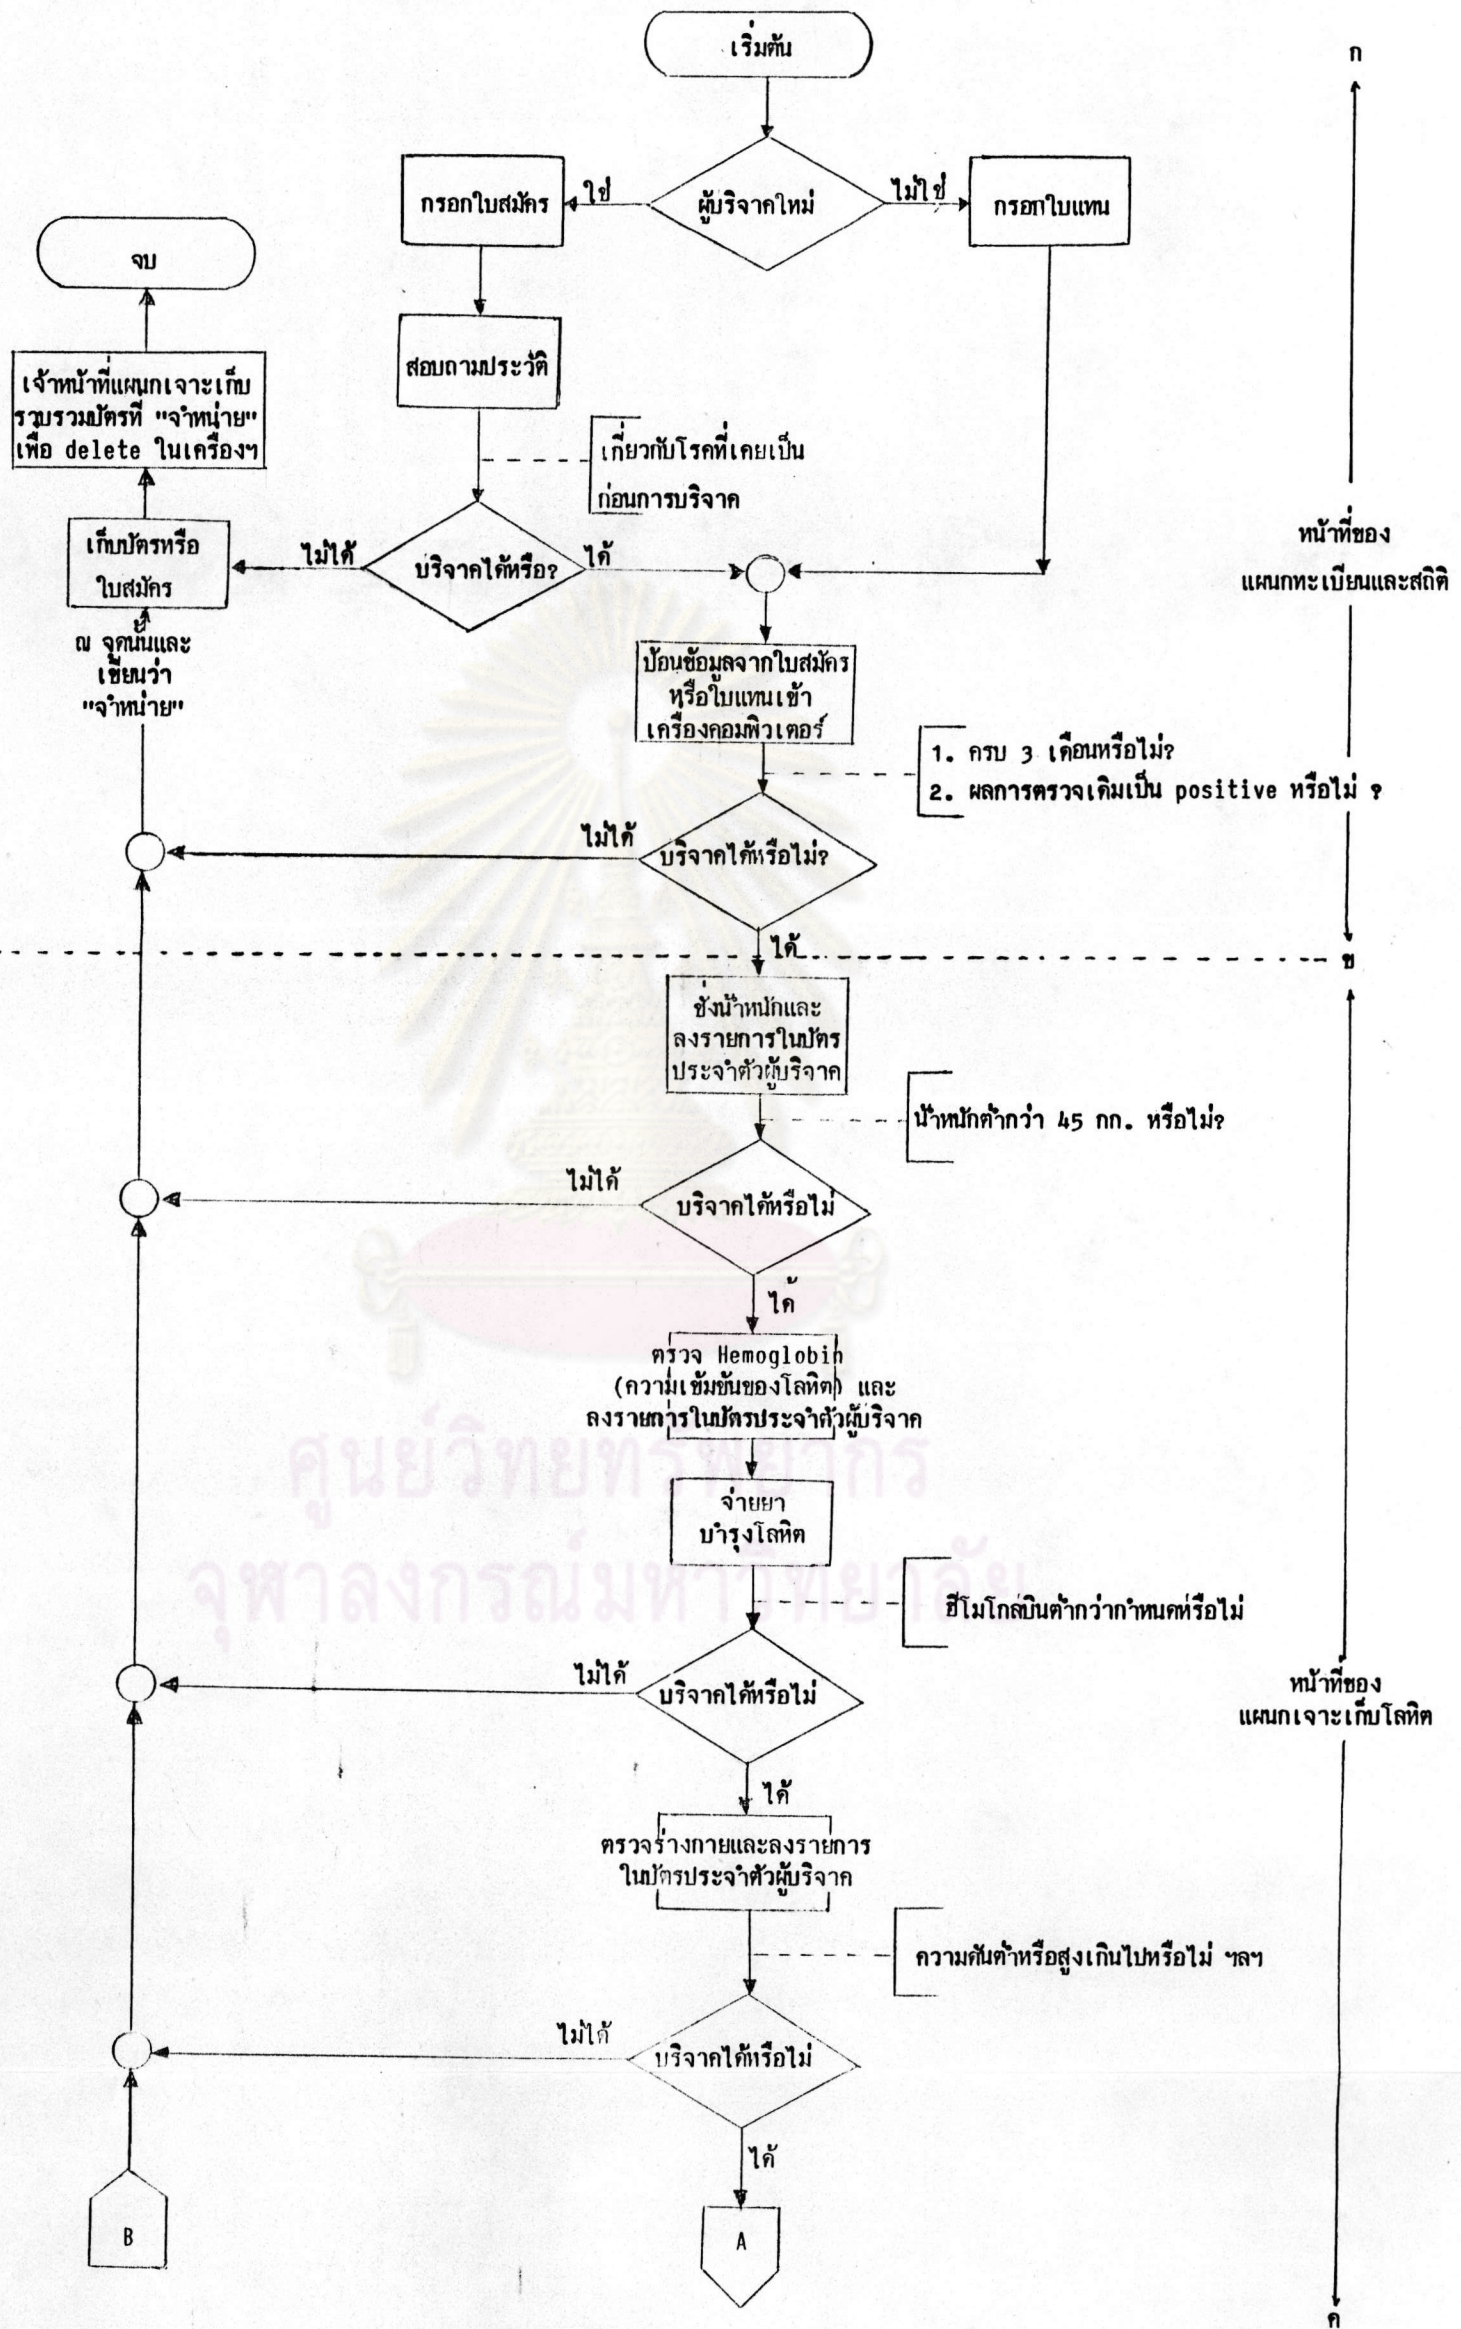 เริ่มต้น
ก
กรอกใบสมัคร
ใช่
ผู้บริจาคใหม่
ไม่ใช่
กรอกใบแทน
จบ
สอบถามประวัติ
เจ้าหน้าที่แผนกเจาะเก็บ
รวบรวมบัตรที่ "จำหน่าย"
เพื่อ delete ในเครื่องฯ
เกี่ยวกับโรคที่เคยเป็น
ก่อนการบริจาค
เก็บบัตรหรือ
ใบสมัคร
ไม่ได้
บริจาคได้หรือ?
ได้
หน้าที่ของ
แผนกทะเบียนและสถิติ
ณ จุดนั้นและ
เขียนว่า
"จำหน่าย"
ป้อนข้อมูลจากใบสมัคร
หรือใบแทนเข้า
เครื่องคอมพิวเตอร์
1. ครบ 3 เดือนหรือไม่?
2. ผลการตรวจเดิมเป็น positive หรือไม่ ?
ไม่ได้
บริจาคได้หรือไม่?
ได้
ข
ชั่งน้ำหนักและ
ลงรายการในบัตร
ประจำตัวผู้บริจาค
น้ำหนักต่ำกว่า 45 กก. หรือไม่?
ไม่ได้
บริจาคได้หรือไม่
ได้
ตรวจ Hemoglobin
(ความเข้มข้นของโลหิต) และ
ลงรายการในบัตรประจำตัวผู้บริจาค
ศูนย์วิทยทรัพยากร
จ่ายยา
บำรุงโลหิต
จุฬาลงกรณ์มหาวิทยาลัย
ฮีโมโกลบินต่ำกว่ากำหนดหรือไม่
ไม่ได้
บริจาคได้หรือไม่
หน้าที่ของ
แผนกเจาะเก็บโลหิต
ได้
ตรวจร่างกายและลงรายการ
ในบัตรประจำตัวผู้บริจาค
ความดันต่ำหรือสูงเกินไปหรือไม่ ฯลฯ
ไม่ได้
บริจาคได้หรือไม่
ได้
B
A
ค